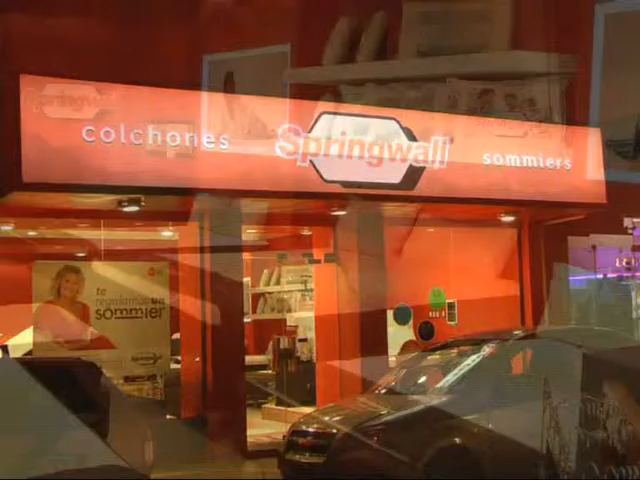 colchones Springwall sommiers
te
regalamos un
sommier